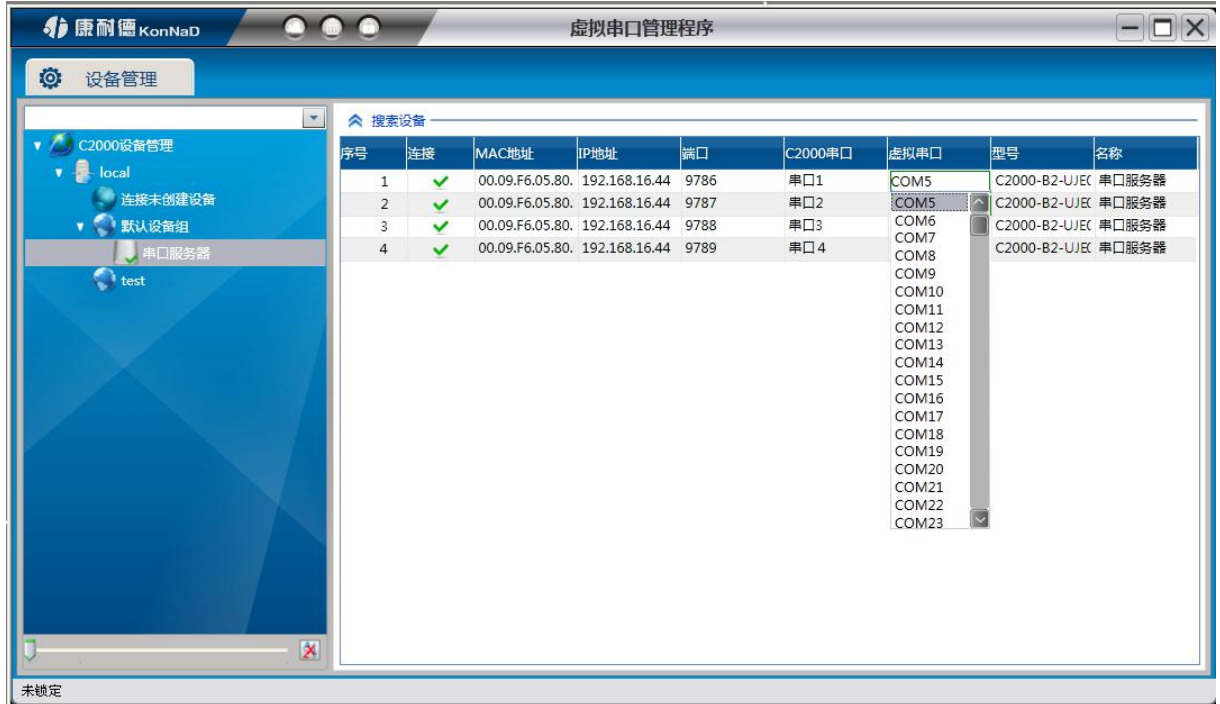 康耐德 KonNaD
虚拟串口管理程序
设备管理
C2000设备管理
local
连接未创建设备
默认设备组
串口服务器
test
搜索设备
序号 连接 MAC地址 IP地址 端口 C2000串口 虚拟串口 型号 名称
1 00.09.F6.05.80. 192.168.16.44 9786 串口1 COM5 C2000-B2-UJE( 串口服务器
2 00.09.F6.05.80. 192.168.16.44 9787 串口2 C2000-B2-UJE( 串口服务器
3 00.09.F6.05.80. 192.168.16.44 9788 串口3 C2000-B2-UJE( 串口服务器
4 00.09.F6.05.80. 192.168.16.44 9789 串口4 C2000-B2-UJE( 串口服务器
COM5
COM6
COM7
COM8
COM9
COM10
COM11
COM12
COM13
COM14
COM15
COM16
COM17
COM18
COM19
COM20
COM21
COM22
COM23
未锁定